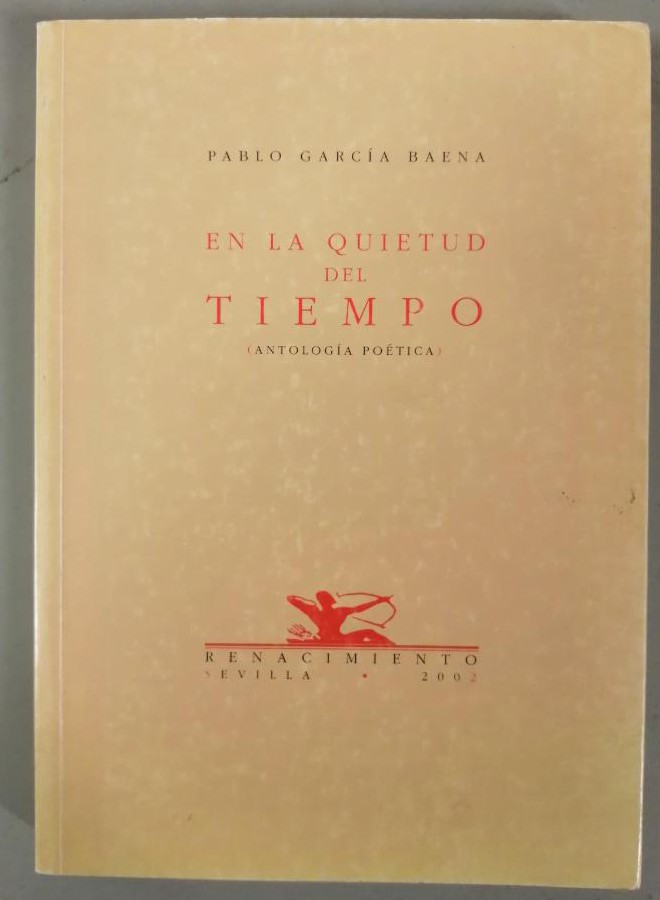 PABLO GARCÍA BAENA
EN LA QUIETUD
DEL
TIEMPO
(ANTOLOGÍA POÉTICA)
RENACIMIENTO
SEVILLA • 2002